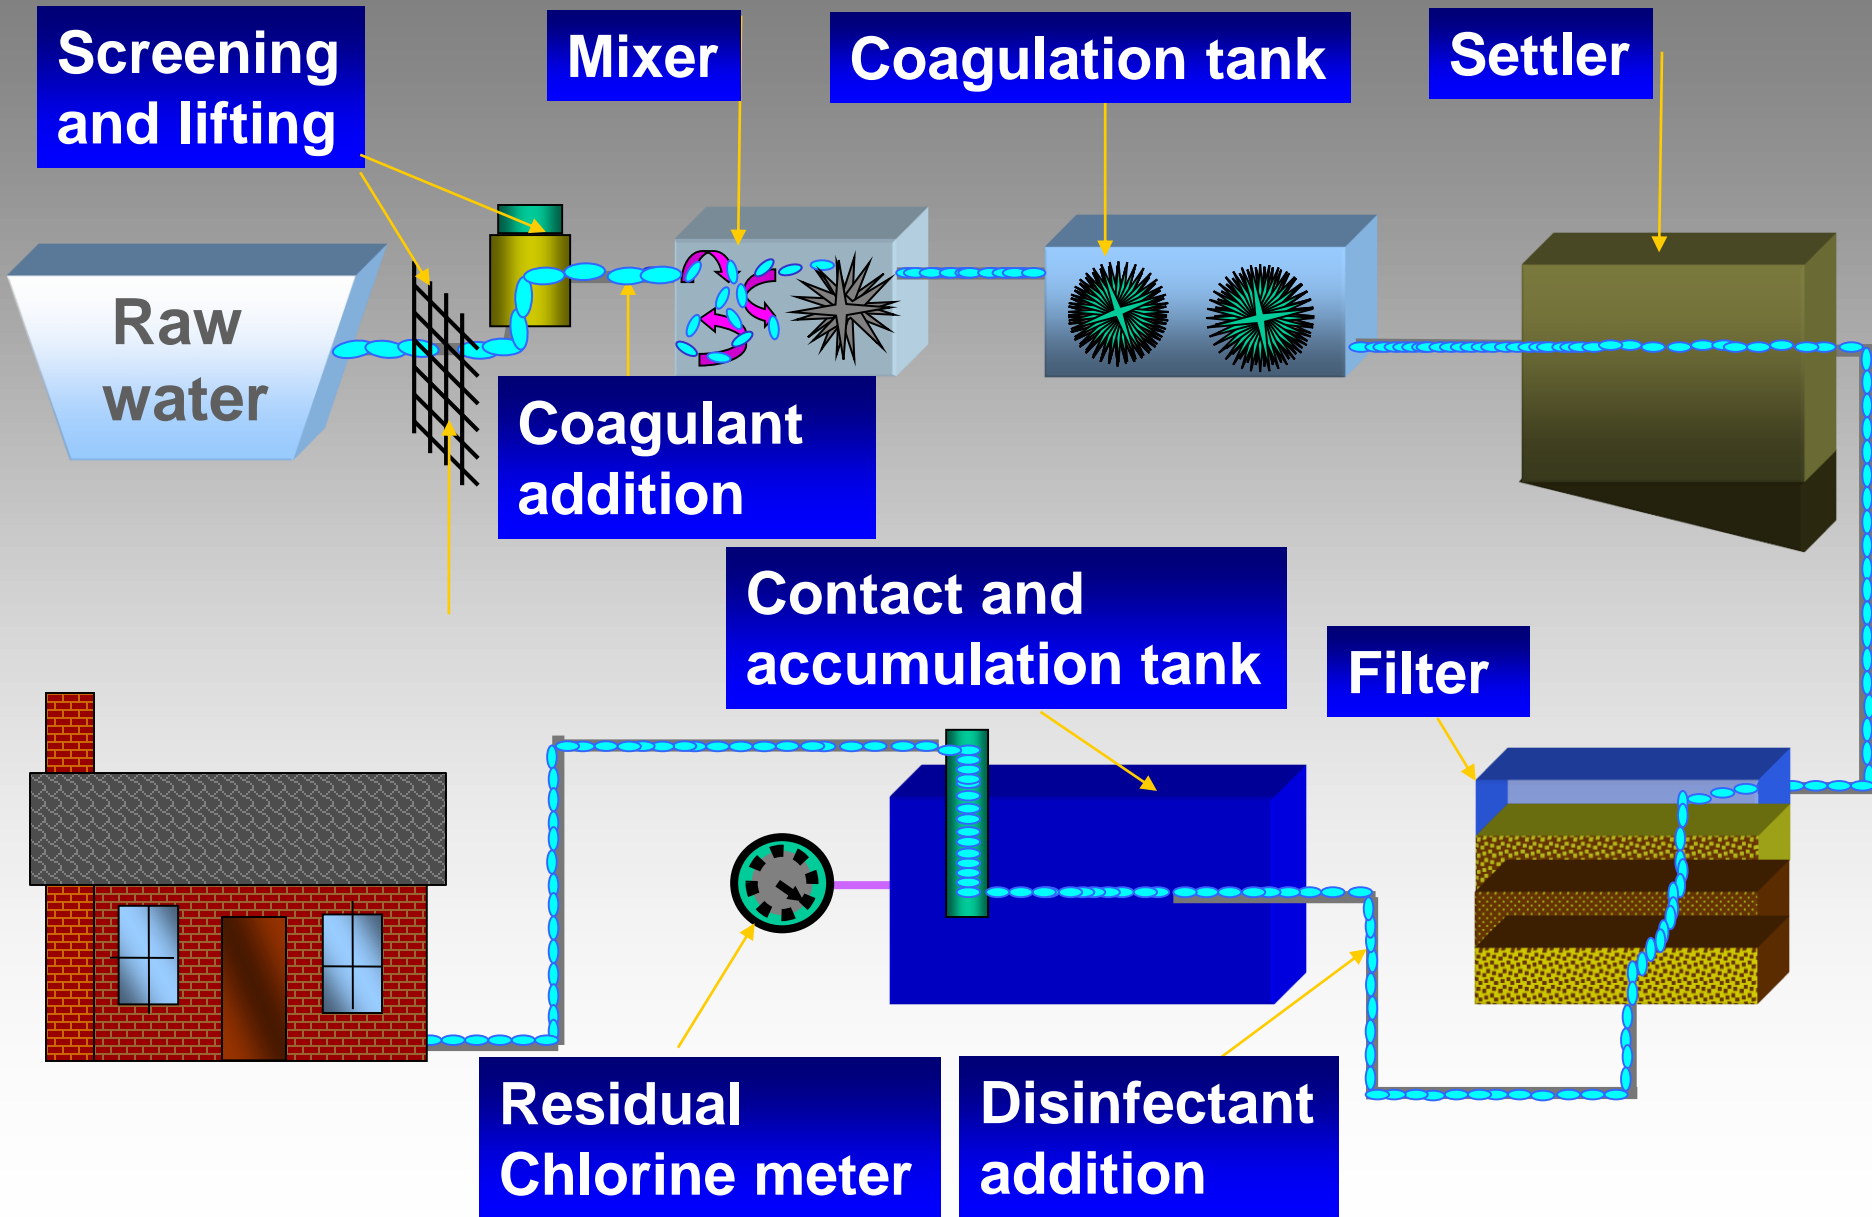 Screening
and lifting
Mixer
Coagulation tank
Settler
Raw
water
Coagulant
addition
Contact and
accumulation tank
Filter
Residual
Chlorine meter
Disinfectant
addition